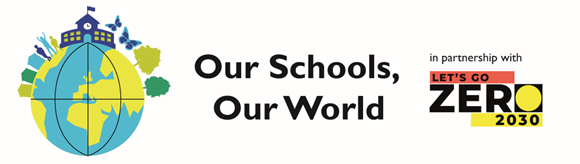 Our Schools,
Our World
in partnership with
LET'S GO
ZERO
2030